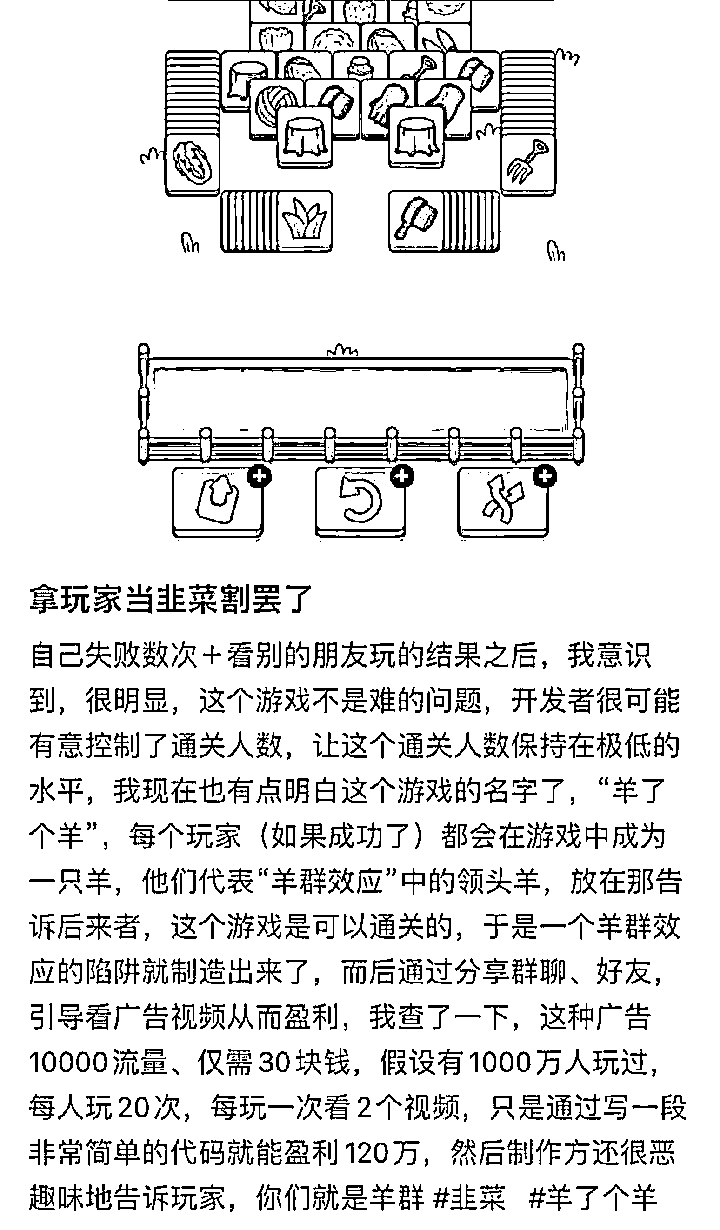 拿玩家当韭菜割罢了
自己失败数次＋看别的朋友玩的结果之后，我意识
到，很明显，这个游戏不是难的问题，开发者很可能
有意控制了通关人数，让这个通关人数保持在极低的
水平，我现在也有点明白这个游戏的名字了，“羊了
个羊”，每个玩家（如果成功了）都会在游戏中成为
一只羊，他们代表“羊群效应”中的领头羊，放在那告
诉后来者，这个游戏是可以通关的，于是一个羊群效
应的陷阱就制造出来了，而后通过分享群聊、好友，
引导看广告视频从而盈利，我查了一下，这种广告
10000流量、仅需30块钱，假设有1000万人玩过，
每人玩20次，每玩一次看2个视频，只是通过写一段
非常简单的代码就能盈利120万，然后制作方还很恶
趣味地告诉玩家，你们就是羊群 #韭菜 #羊了个羊